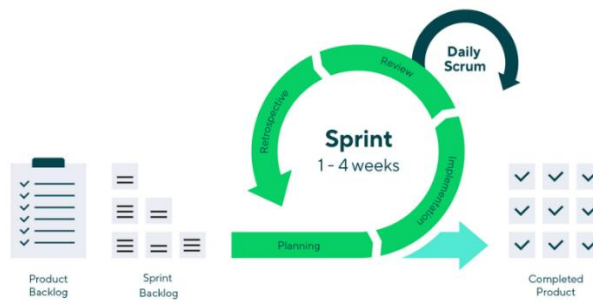 Daily
Scrum
Review
Retrospective
Sprint
1 - 4 weeks
Implementation
Planning
Product
Backlog
Sprint
Backlog
Completed
Product